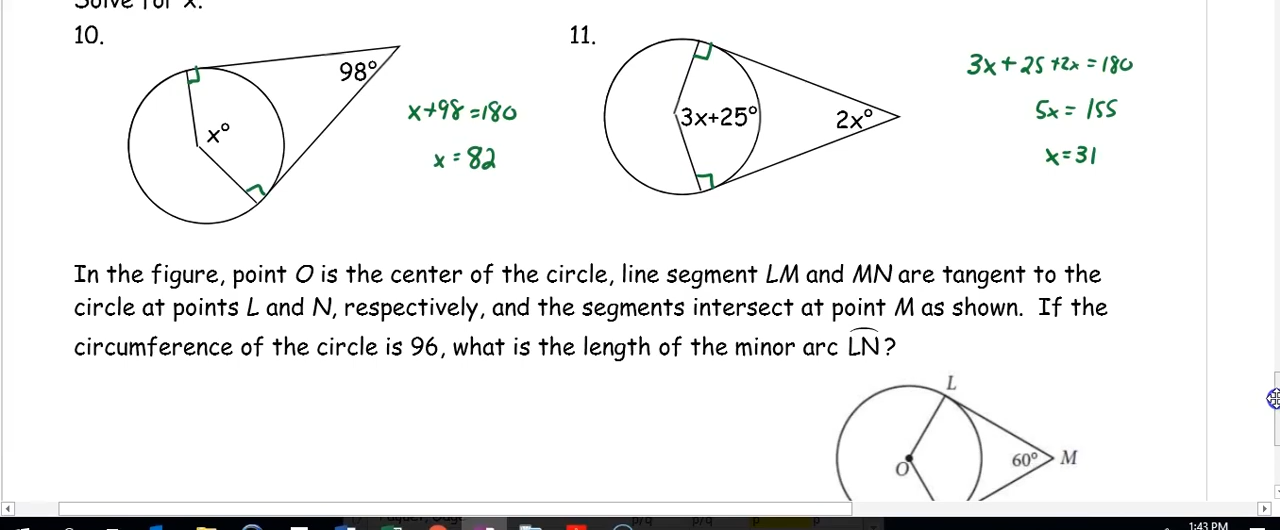 Solve for x.
10.
98°
x°
x+98=180
x=82
11.
3x+25°
2x°
3x+25+2x=180
5x=155
x=31
In the figure, point O is the center of the circle, line segment LM and MN are tangent to the
circle at points L and N, respectively, and the segments intersect at point M as shown. If the
circumference of the circle is 96, what is the length of the minor arc LN?
L
O
60°
M
1:43 PM